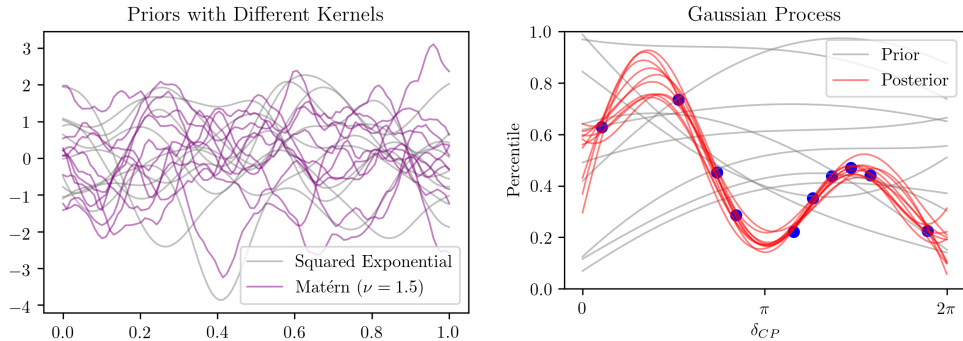 Priors with Different Kernels
3
2
1
0
−1
−2
−3
−4
0.0
0.2
0.4
0.6
0.8
1.0
Squared Exponential
Matérn (ν = 1.5)
Gaussian Process
Percentile
1.0
0.8
0.6
0.4
0.2
0.0
0
π
2π
δCP
Prior
Posterior